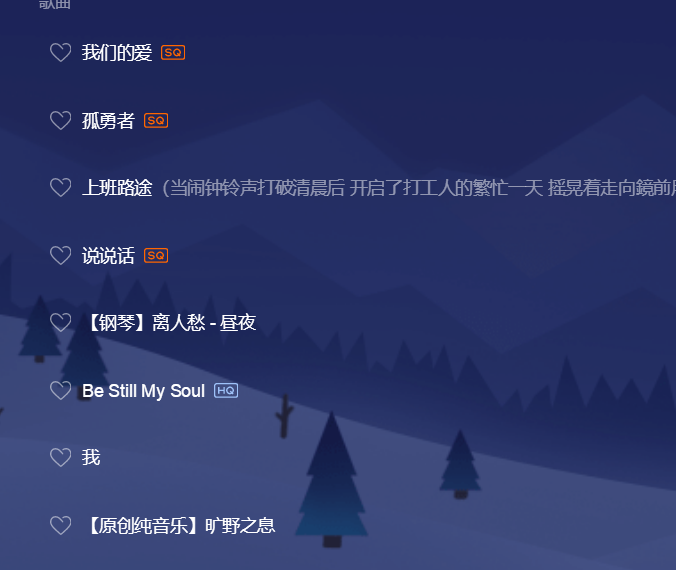 歌曲
我们的爱 SQ
孤勇者 SQ
上班路途（当闹钟铃声打破清晨后 开启了打工人的繁忙一天 摇晃着走向鏡前
说说话 SQ
【钢琴】离人愁 - 昼夜
Be Still My Soul HQ
我
【原创纯音乐】旷野之息